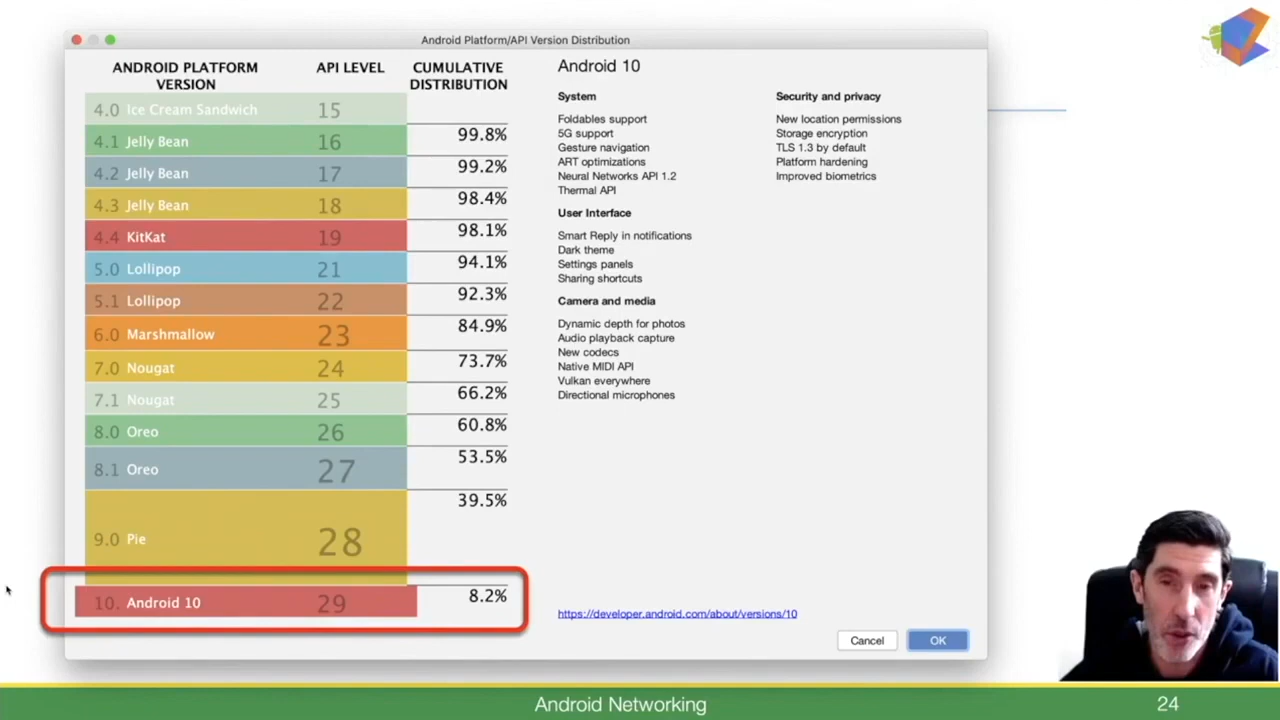 Android Platform/API Version Distribution
ANDROID PLATFORM VERSION API LEVEL CUMULATIVE DISTRIBUTION
4.0 Ice Cream Sandwich 15
4.1 Jelly Bean 16 99.8%
4.2 Jelly Bean 17 99.2%
4.3 Jelly Bean 18 98.4%
4.4 KitKat 19 98.1%
5.0 Lollipop 21 94.1%
5.1 Lollipop 22 92.3%
6.0 Marshmallow 23 84.9%
7.0 Nougat 24 73.7%
7.1 Nougat 25 66.2%
8.0 Oreo 26 60.8%
8.1 Oreo 27 53.5%
9.0 Pie 28 39.5%
10. Android 10 29 8.2%
Android 10
System
Foldables support
5G support
Gesture navigation
ART optimizations
Neural Networks API 1.2
Thermal API
User Interface
Smart Reply in notifications
Dark theme
Settings panels
Sharing shortcuts
Camera and media
Dynamic depth for photos
Audio playback capture
New codecs
Native MIDI API
Vulkan everywhere
Directional microphones
Security and privacy
New location permissions
Storage encryption
TLS 1.3 by default
Platform hardening
Improved biometrics
https://developer.android.com/about/versions/10
Cancel OK
Android Networking 24